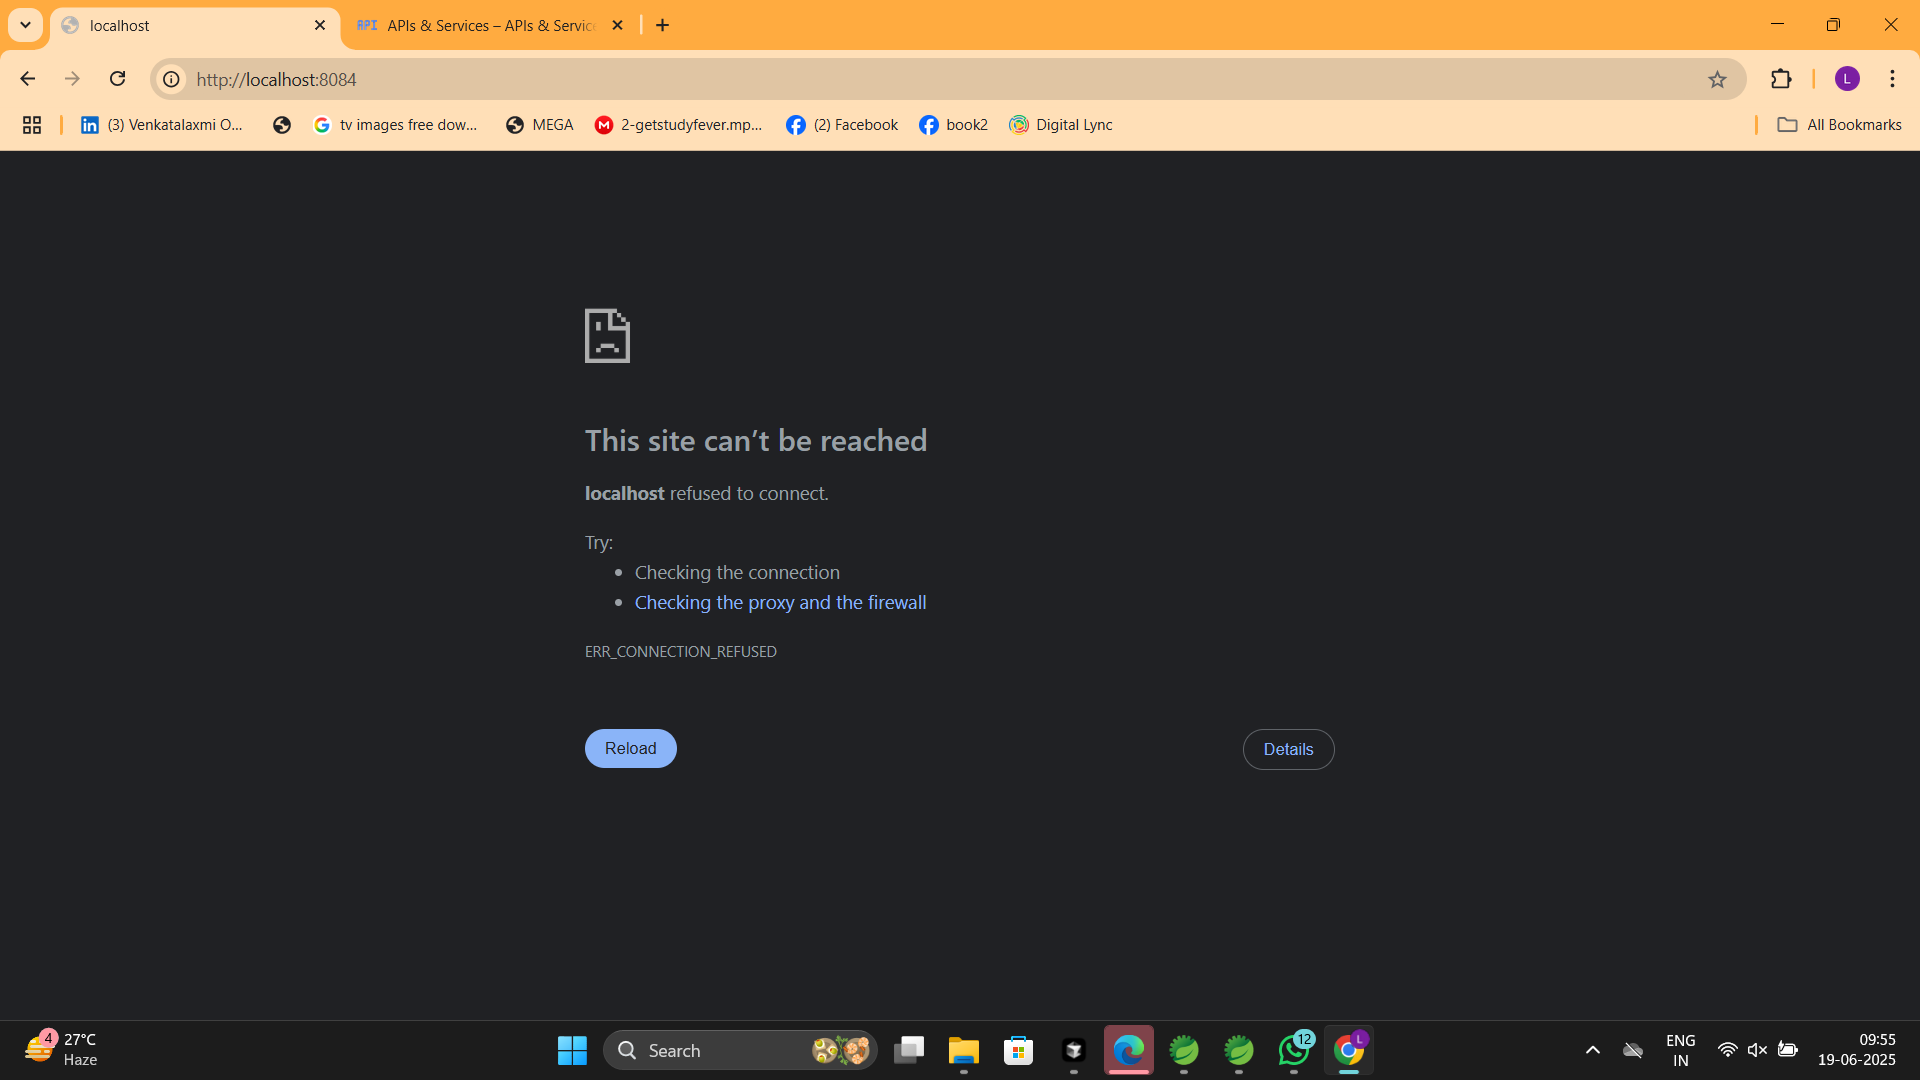 localhost
API APIs & Services – APIs & Servic
http://localhost:8084
L
in (3) Venkatalaxmi O...
tv images free dow...
MEGA
M 2-getstudyfever.mp...
(2) Facebook
book2
Digital Lync
All Bookmarks
This site can’t be reached
localhost refused to connect.
Try:
Checking the connection
Checking the proxy and the firewall
ERR_CONNECTION_REFUSED
Reload
Details
4
27°C
Haze
Search
12
L
ENG
IN
09:55
19-06-2025